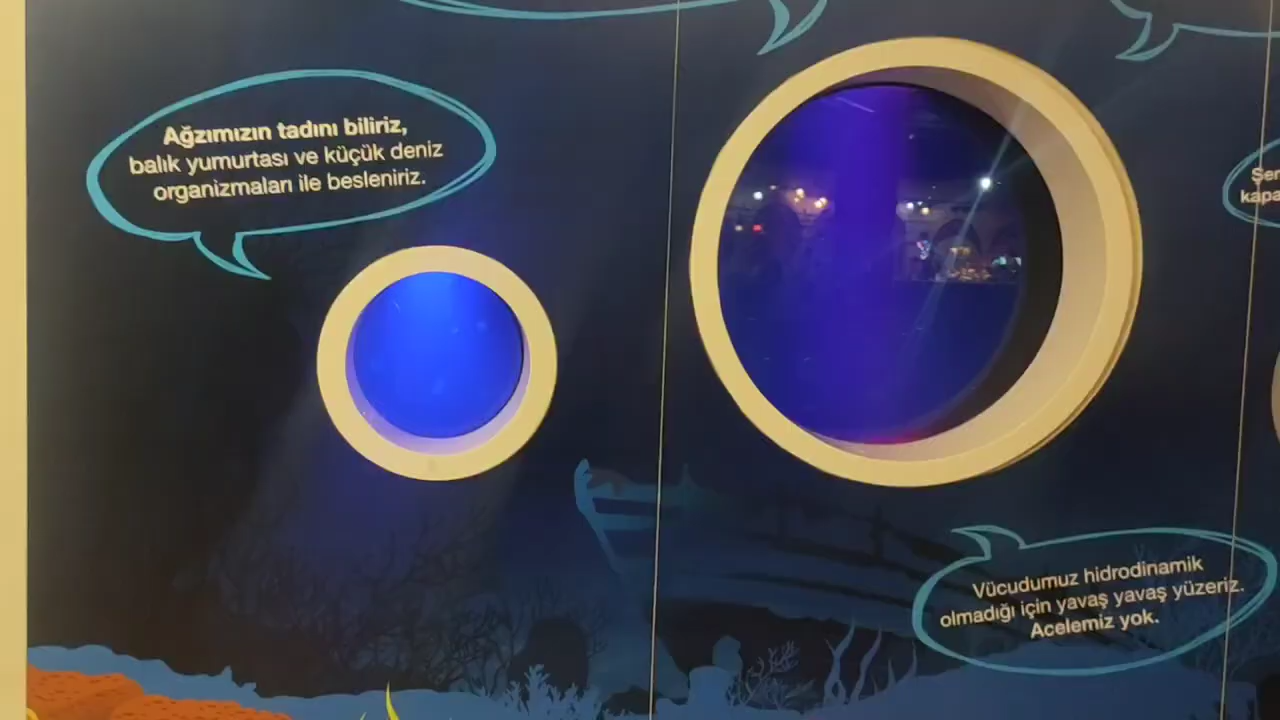 Ağzımızın tadını biliriz,
balık yumurtası ve küçük deniz
organizmaları ile besleniriz.
Vücudumuz hidrodinamik
olmadığı için yavaş yavaş yüzeriz.
Acelemiz yok.